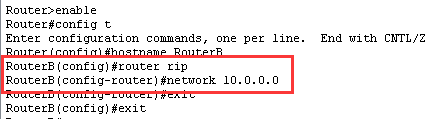 Router>enable
Router#config t
Enter configuration commands, one per line.  End with CNTL/Z
Router(config)#hostname RouterB
RouterB(config)#router rip
RouterB(config-router)#network 10.0.0.0
RouterB(config-router)#exit
RouterB(config)#exit